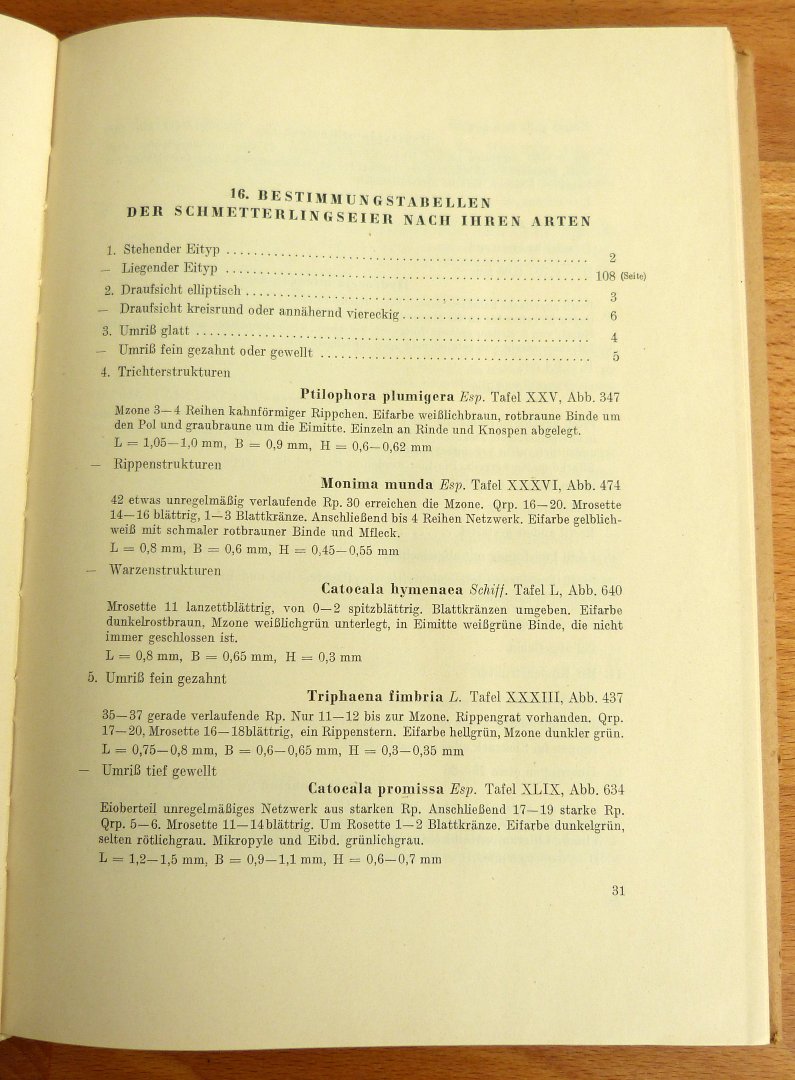 16. BESTIMMUNGSTABELLEN
DER SCHMETTERLINGSEIER NACH IHREN ARTEN
1. Stehender Eityp ........................................ 2
— Liegender Eityp ........................................ 108 (Seite)
2. Draufsicht elliptisch ........................................ 3
— Draufsicht kreisrund oder annähernd viereckig ........................................ 6
3. Umriß glatt ........................................ 4
— Umriß fein gezahnt oder gewellt ........................................ 5
4. Trichterstrukturen
Ptilophora plumigera Esp. Tafel XXV, Abb. 347
Mzone 3—4 Reihen kahnförmiger Rippchen. Eifarbe weißlichbraun, rotbraune Binde um
den Pol und graubraune um die Eimitte. Einzeln an Rinde und Knospen abgelegt.
L = 1,05—1,0 mm, B = 0,9 mm, H = 0,6—0,62 mm
— Rippenstrukturen
Monima munda Esp. Tafel XXXVI, Abb. 474
42 etwas unregelmäßig verlaufende Rp. 30 erreichen die Mzone. Qrp. 16—20. Mrosette
14—16 blättrig, 1—3 Blattkränze. Anschließend bis 4 Reihen Netzwerk. Eifarbe gelblich-
weiß mit schmaler rotbrauner Binde und Mfleck.
L = 0,8 mm, B = 0,6 mm, H = 0,45—0,55 mm
— Warzenstrukturen
Catocala hymenaea Schiff. Tafel L, Abb. 640
Mrosette 11 lanzettblättrig, von 0—2 spitzblättrig. Blattkränzen umgeben. Eifarbe
dunkelrostbraun, Mzone weißlichgrün unterlegt, in Eimitte weißgrüne Binde, die nicht
immer geschlossen ist.
L = 0,8 mm, B = 0,65 mm, H = 0,3 mm
5. Umriß fein gezahnt
Triphaena fimbria L. Tafel XXXIII, Abb. 437
35—37 gerade verlaufende Rp. Nur 11—12 bis zur Mzone. Rippengrat vorhanden. Qrp.
17—20, Mrosette 16—18blättrig, ein Rippenstern. Eifarbe hellgrün, Mzone dunkler grün.
L = 0,75—0,8 mm, B = 0,6—0,65 mm, H = 0,3—0,35 mm
— Umriß tief gewellt
Catocala promissa Esp. Tafel XLIX, Abb. 634
Eioberteil unregelmäßiges Netzwerk aus starken Rp. Anschließend 17—19 starke Rp.
Qrp. 5—6. Mrosette 11—14blättrig. Um Rosette 1—2 Blattkränze. Eifarbe dunkelgrün,
selten rötlichgrau. Mikropyle und Eibd. grünlichgrau.
L = 1,2—1,5 mm, B = 0,9—1,1 mm, H = 0,6—0,7 mm
31